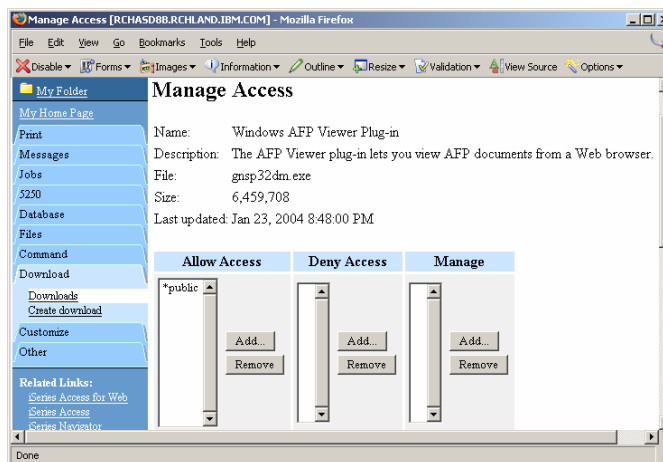 Manage Access [RCHASD8B.RCHLAND.IBM.COM] - Mozilla Firefox
File Edit View Go Bookmarks Tools Help
Disable Forms Images Information Outline Resize Validation View Source Options
My Folder
My Home Page
Print
Messages
Jobs
5250
Database
Files
Command
Download
Downloads
Create download
Customize
Other
Related Links:
iSeries Access for Web
iSeries Access
iSeries Navigator
Manage Access
Name: Windows AFP Viewer Plug-in
Description: The AFP Viewer plug-in lets you view AFP documents from a Web browser.
File: gnsp32dm.exe
Size: 6,459,708
Last updated: Jan 23, 2004 8:48:00 PM
Allow Access Deny Access Manage
*public
Add... Add... Add...
Remove Remove Remove
Done